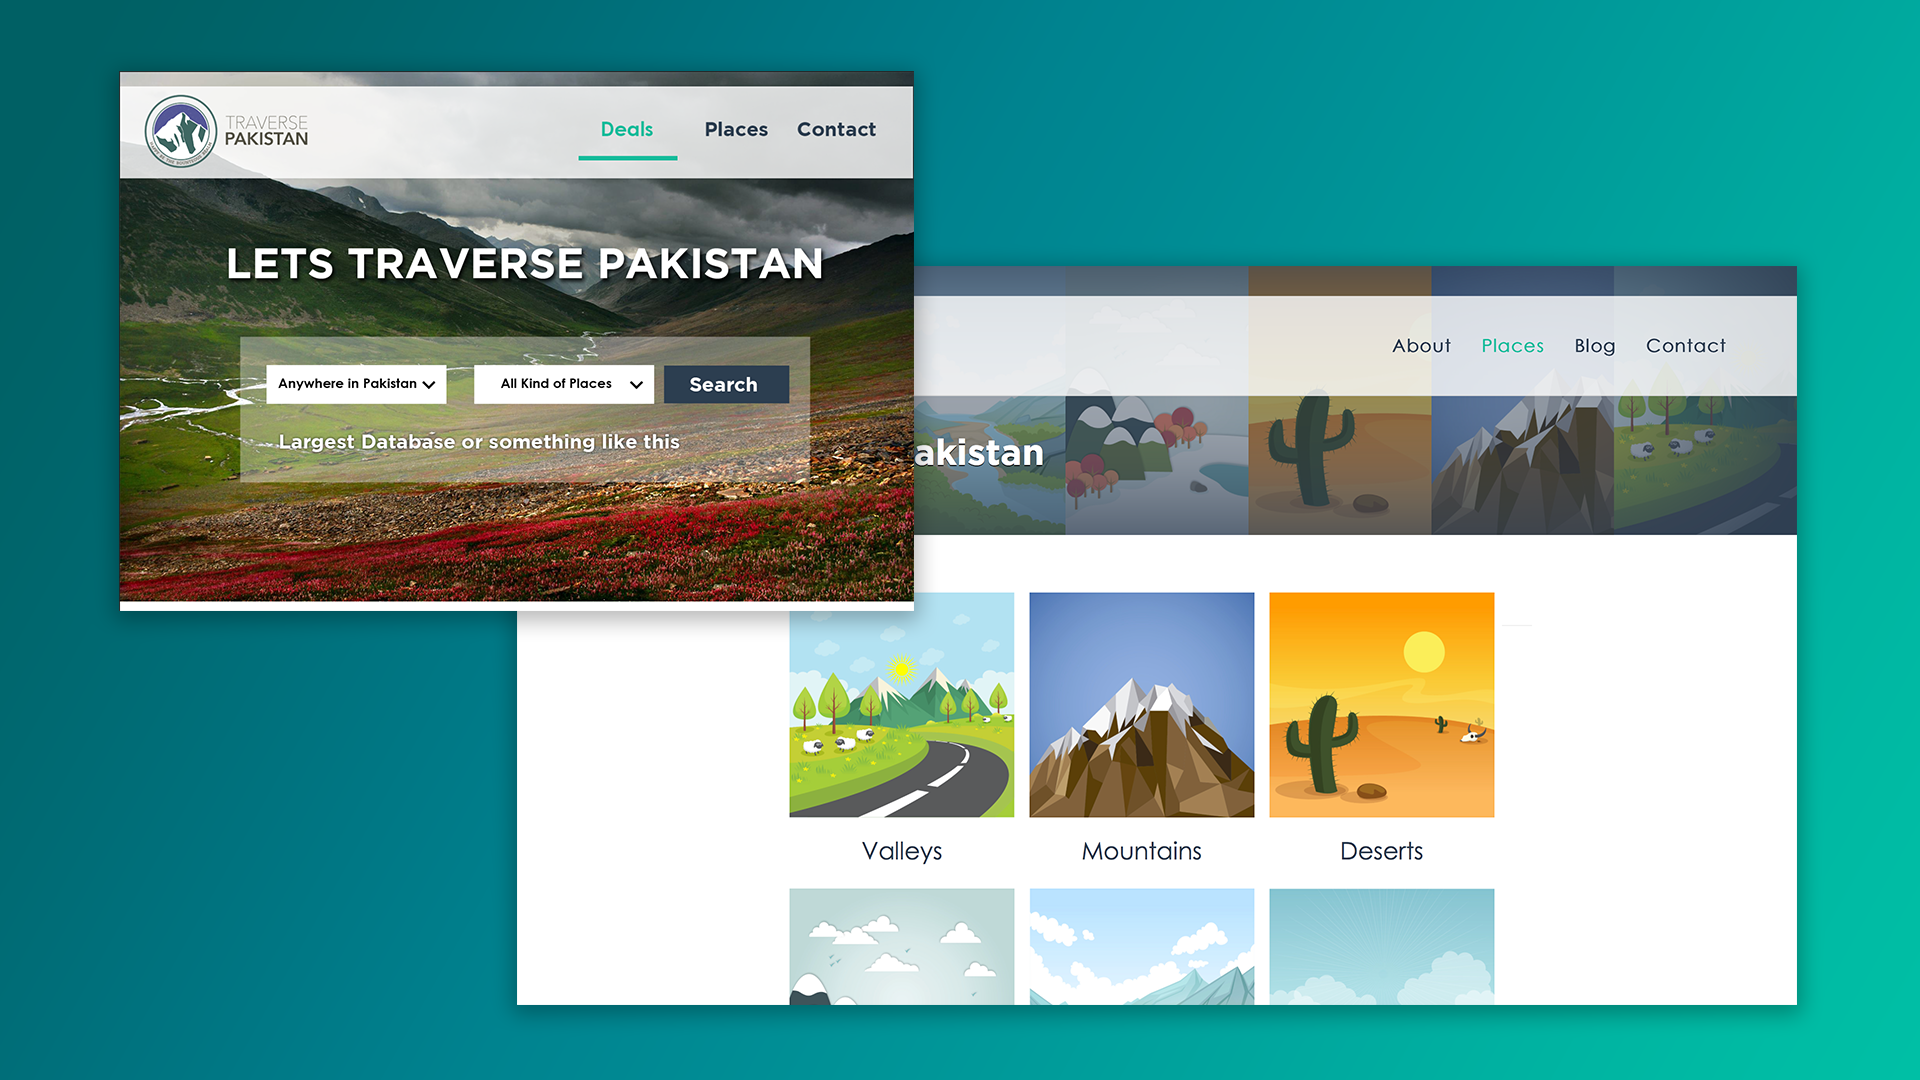 TRAVERSE
PAKISTAN
Deals Places Contact
LETS TRAVERSE PAKISTAN
Anywhere in Pakistan All Kind of Places Search
Largest Database or something like this
About Places Blog Contact
akistan
Valleys Mountains Deserts